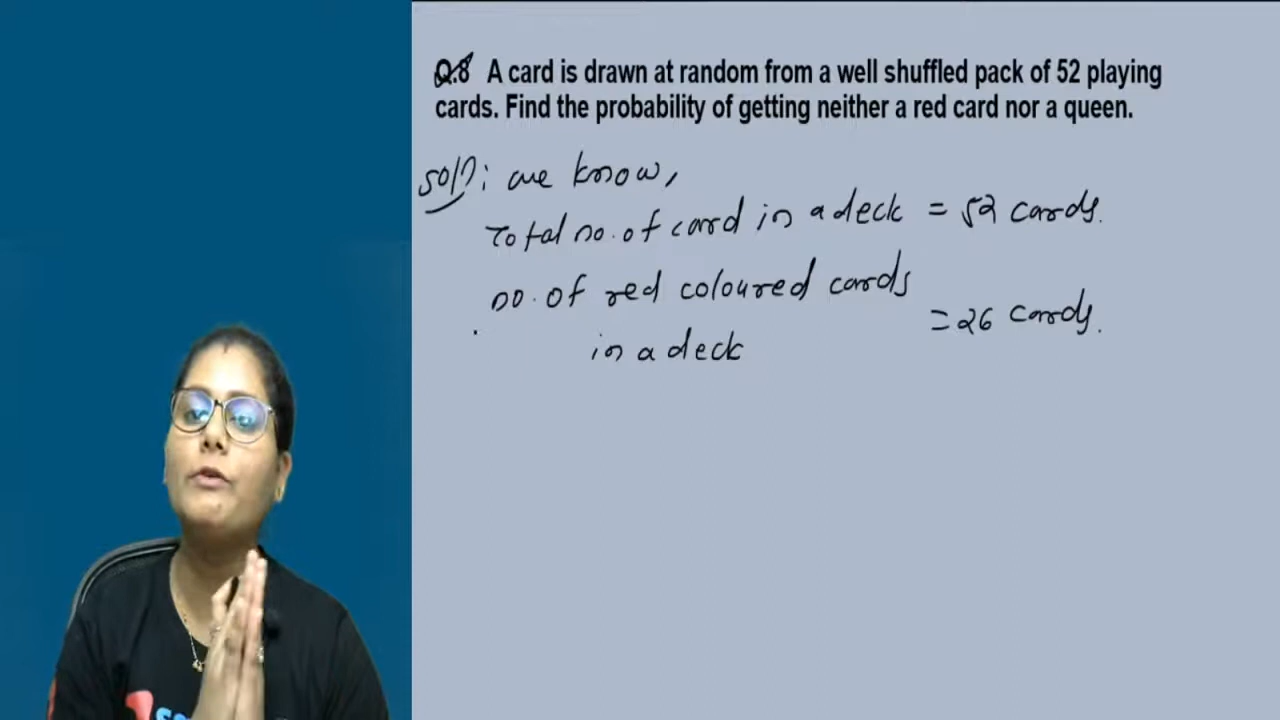 Q.8 A card is drawn at random from a well shuffled pack of 52 playing
cards. Find the probability of getting neither a red card nor a queen.
Soln: we know,
Total no. of card in a deck = 52 cards.
no. of red coloured cards
in a deck = 26 cards.